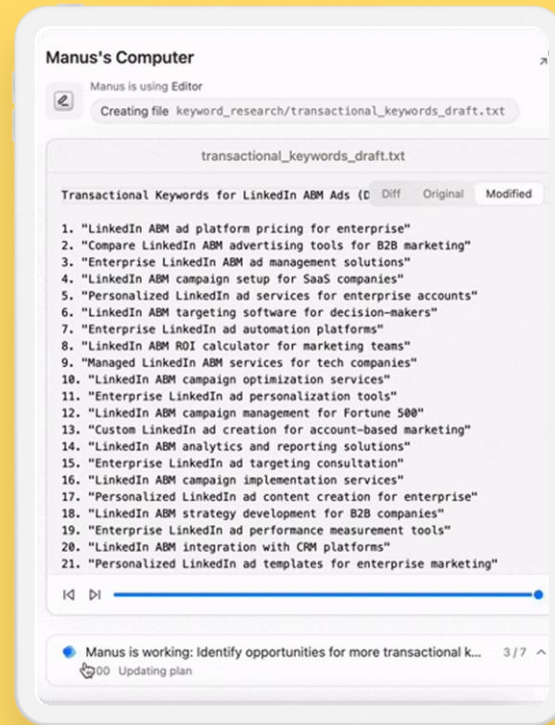 Manus's Computer
Manus is using Editor
Creating file keyword_research/transactional_keywords_draft.txt
transactional_keywords_draft.txt
Transactional Keywords for LinkedIn ABM Ads (D Diff Original Modified
1. "LinkedIn ABM ad platform pricing for enterprise"
2. "Compare LinkedIn ABM advertising tools for B2B marketing"
3. "Enterprise LinkedIn ABM ad management solutions"
4. "LinkedIn ABM campaign setup for SaaS companies"
5. "Personalized LinkedIn ad services for enterprise accounts"
6. "LinkedIn ABM targeting software for decision-makers"
7. "Enterprise LinkedIn ad automation platforms"
8. "LinkedIn ABM ROI calculator for marketing teams"
9. "Managed LinkedIn ABM services for tech companies"
10. "LinkedIn ABM campaign optimization services"
11. "Enterprise LinkedIn ad personalization tools"
12. "LinkedIn ABM campaign management for Fortune 500"
13. "Custom LinkedIn ad creation for account-based marketing"
14. "LinkedIn ABM analytics and reporting solutions"
15. "Enterprise LinkedIn ad targeting consultation"
16. "LinkedIn ABM campaign implementation services"
17. "Personalized LinkedIn ad content creation for enterprise"
18. "LinkedIn ABM strategy development for B2B companies"
19. "Enterprise LinkedIn ad performance measurement tools"
20. "LinkedIn ABM integration with CRM platforms"
21. "Personalized LinkedIn ad templates for enterprise marketing"
Manus is working: Identify opportunities for more transactional k... 3/7
Updating plan